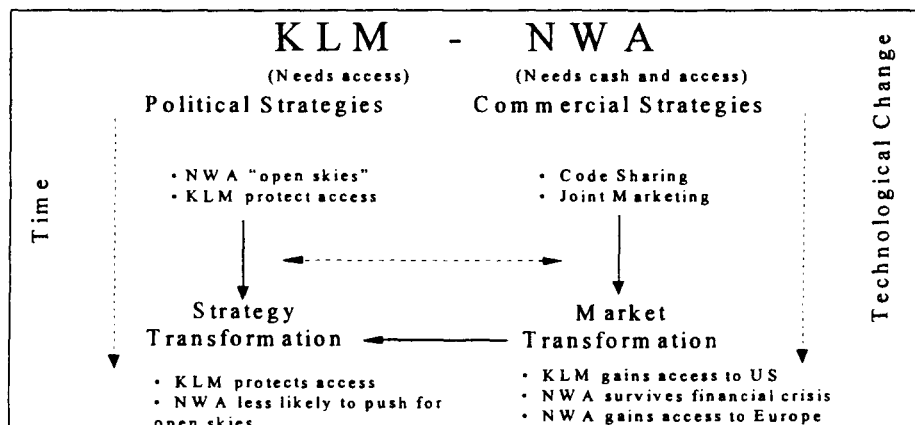 KLM - NWA
(Needs access) (Needs cash and access)
Political Strategies Commercial Strategies
• NWA "open skies" • Code Sharing
• KLM protect access • Joint Marketing
Time
Technological Change
Strategy Market
Transformation Transformation
• KLM protects access • KLM gains access to US
• NWA less likely to push for • NWA survives financial crisis
open skies • NWA gains access to Europe